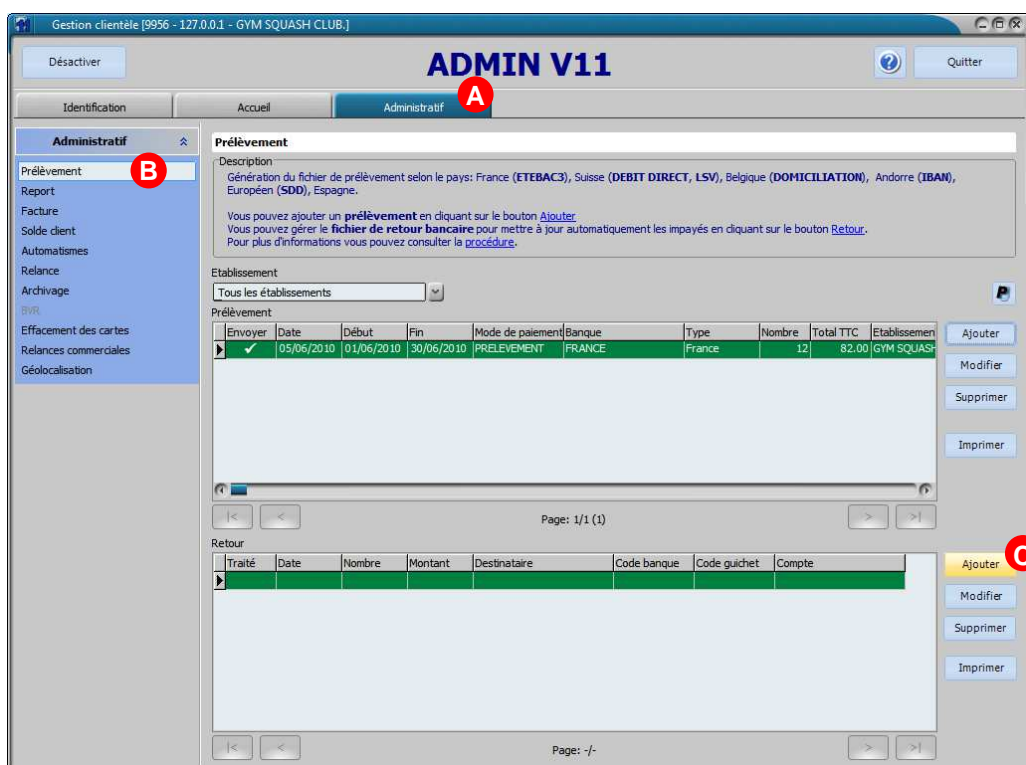 Gestion clientèle [9956 - 127.0.0.1 - GYM SQUASH CLUB.]
Désactiver
ADMIN V11
?
Quitter
Identification
Accueil
Administratif
A
Administratif
Prélèvement
B
Report
Facture
Solde client
Automatismes
Relance
Archivage
BVR
Effacement des cartes
Relances commerciales
Géolocalisation
Prélèvement
Description
Génération du fichier de prélèvement selon le pays: France (ETEBAC3), Suisse (DEBIT DIRECT, LSV), Belgique (DOMICILIATION), Andorre (IBAN),
Européen (SDD), Espagne.
Vous pouvez ajouter un prélèvement en cliquant sur le bouton Ajouter
Vous pouvez gérer le fichier de retour bancaire pour mettre à jour automatiquement les impayés en cliquant sur le bouton Retour.
Pour plus d'informations vous pouvez consulter la procédure.
Etablissement
Tous les établissements
P
Prélèvement
Envoyer Date Début Fin Mode de paiement Banque Type Nombre Total TTC Etablissemen
05/06/2010 01/06/2010 30/06/2010 PRELEVEMENT FRANCE France 12 82.00 GYM SQUASH
Ajouter
Modifier
Supprimer
Imprimer
|< < Page: 1/1 (1) > >|
Retour
Traité Date Nombre Montant Destinataire Code banque Code guichet Compte
Ajouter
C
Modifier
Supprimer
Imprimer
|< < Page: -/- > >|